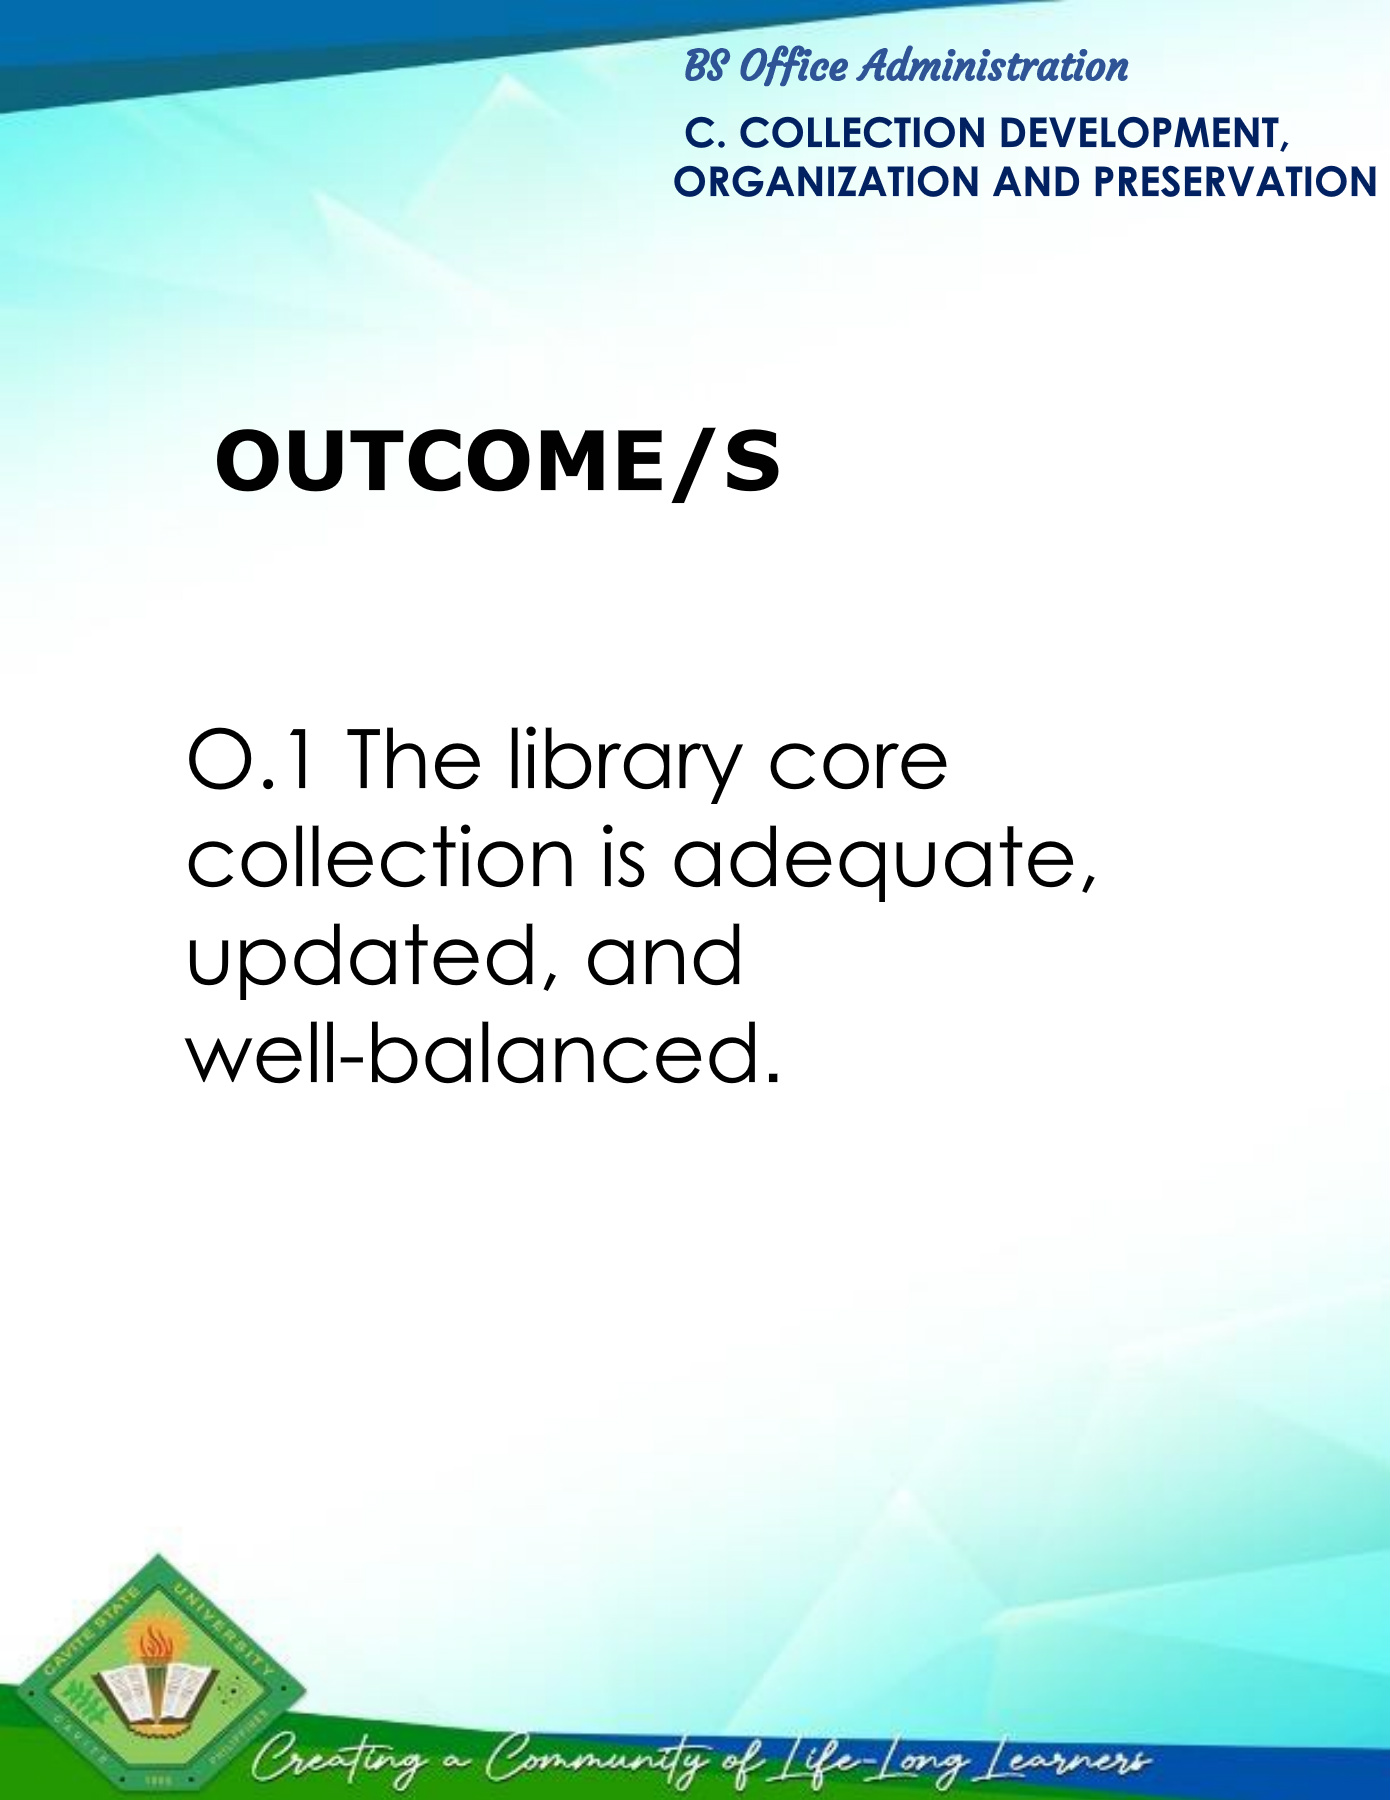 BS Office Administration
C. COLLECTION DEVELOPMENT,
ORGANIZATION AND PRESERVATION
OUTCOME/S
O.1 The library core
collection is adequate,
updated, and
well-balanced.
CAVITE STATE UNIVERSITY
CAVITE
PHILIPPINES
1906
Creating a Community of Life-Long Learners